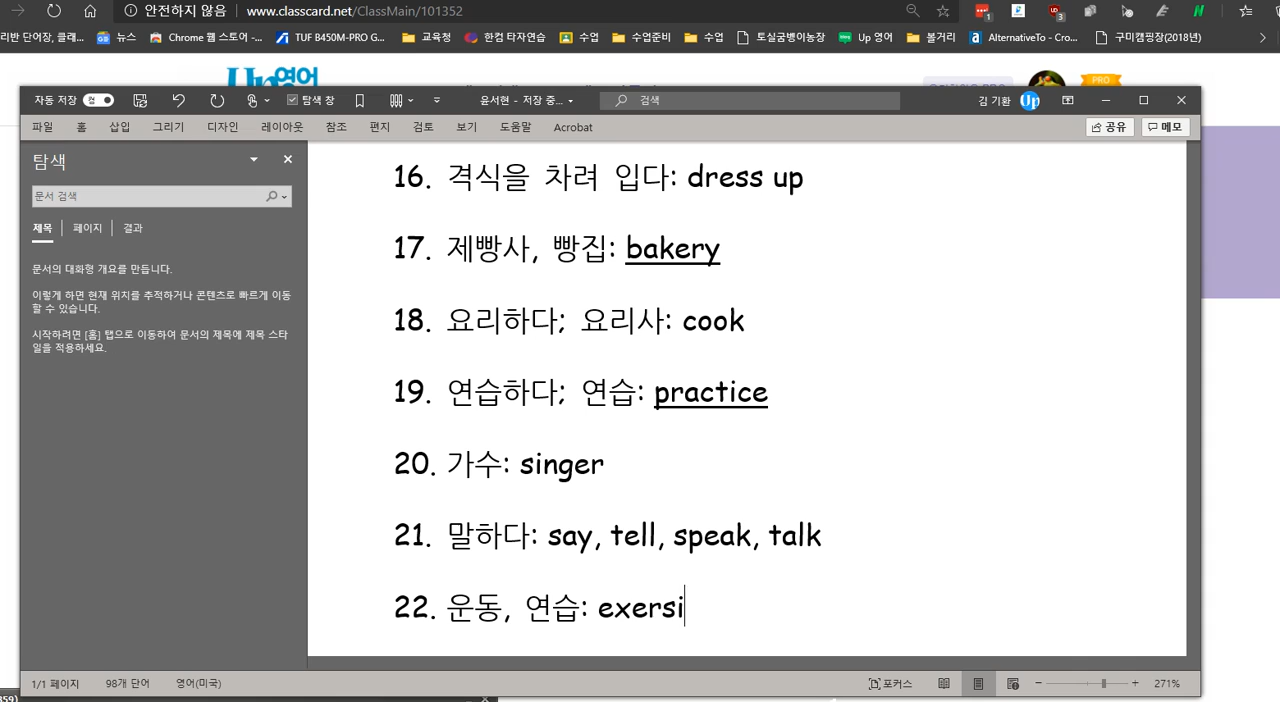 안전하지 않음 www.classcard.net/ClassMain/101352
1
3
리반 단어장, 클래... 뉴스 Chrome 웹 스토어 -... TUF B450M-PRO G... 교육청 한컴 타자연습 수업 수업준비 수업 토실굼벵이농장 Up 영어 볼거리 AlternativeTo - Cro... 구미캠핑장(2018년)
Up영어
PRO
자동 저장 켬 탐색 창 윤서현 - 저장 중... 검색 김 기환 Up
파일 홈 삽입 그리기 디자인 레이아웃 참조 편지 검토 보기 도움말 Acrobat 공유 메모
탐색
문서 검색
제목 페이지 결과
문서의 대화형 개요를 만듭니다.
이렇게 하면 현재 위치를 추적하거나 콘텐츠로 빠르게 이동
할 수 있습니다.
시작하려면 [홈] 탭으로 이동하여 문서의 제목에 제목 스타
일을 적용하세요.
16. 격식을 차려 입다: dress up
17. 제빵사, 빵집: bakery
18. 요리하다; 요리사: cook
19. 연습하다; 연습: practice
20. 가수: singer
21. 말하다: say, tell, speak, talk
22. 운동, 연습: exersi
1/1 페이지 98개 단어 영어(미국) 포커스 271%
859)